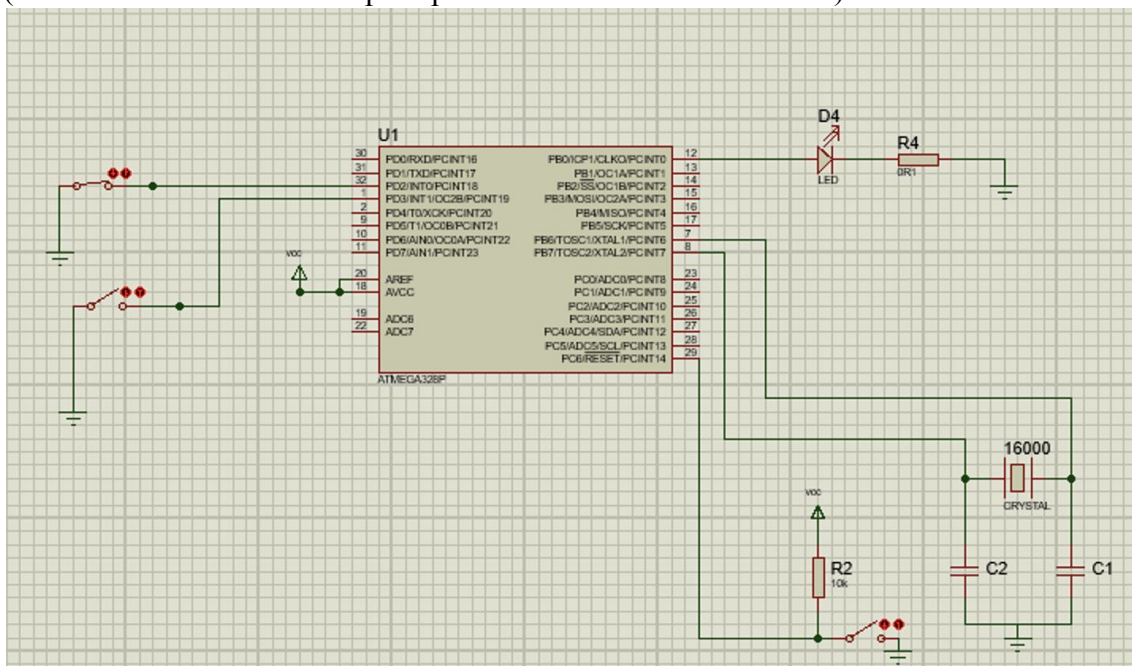 U1
30 PD0/RXD/PCINT16
31 PD1/TXD/PCINT17
32 PD2/INT0/PCINT18
1 PD3/INT1/OC2B/PCINT19
2 PD4/T0/XCK/PCINT20
9 PD5/T1/OC0B/PCINT21
10 PD6/AIN0/OC0A/PCINT22
11 PD7/AIN1/PCINT23
20 AREF
18 AVCC
19 ADC6
22 ADC7
PB0/ICP1/CLKO/PCINT0 12
PB1/OC1A/PCINT1 13
PB2/SS/OC1B/PCINT2 14
PB3/MOSI/OC2A/PCINT3 15
PB4/MISO/PCINT4 16
PB5/SCK/PCINT5 17
PB6/TOSC1/XTAL1/PCINT6 7
PB7/TOSC2/XTAL2/PCINT7 8
PC0/ADC0/PCINT8 23
PC1/ADC1/PCINT9 24
PC2/ADC2/PCINT10 25
PC3/ADC3/PCINT11 26
PC4/ADC4/SDA/PCINT12 27
PC5/ADC5/SCL/PCINT13 28
PC6/RESET/PCINT14 29
ATMEGA328P
VCC
D4
LED
R4
0R1
16000
CRYSTAL
VCC
R2
10k
C2
C1